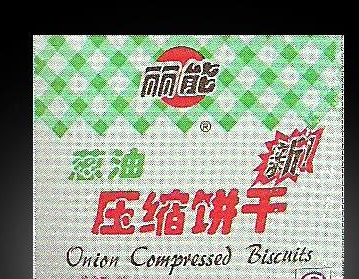 丽能
®
葱油
新
压缩饼干
Onion Compressed Biscuits